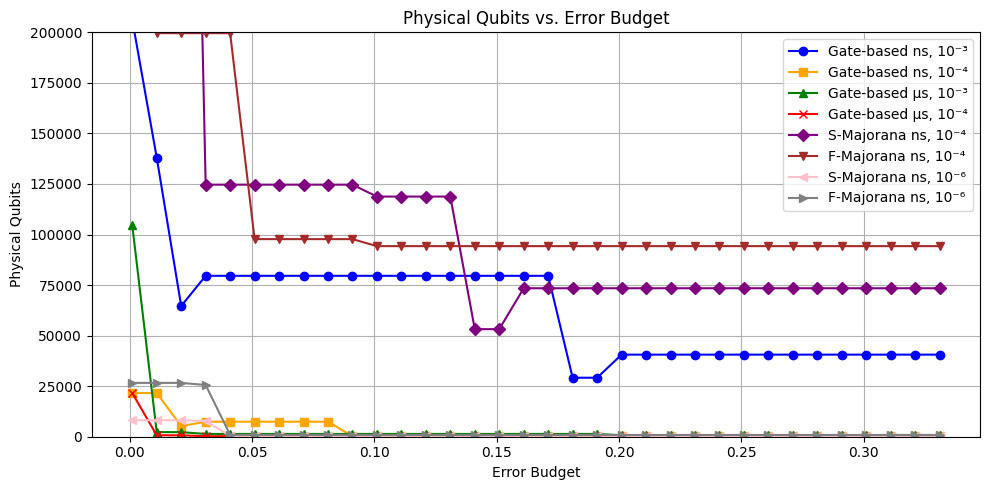 Physical Qubits vs. Error Budget
Physical Qubits
200000
175000
150000
125000
100000
75000
50000
25000
0
0.00 0.05 0.10 0.15 0.20 0.25 0.30
Error Budget
Gate-based ns, 10⁻³
Gate-based ns, 10⁻⁴
Gate-based µs, 10⁻³
Gate-based µs, 10⁻⁴
S-Majorana ns, 10⁻⁴
F-Majorana ns, 10⁻⁴
S-Majorana ns, 10⁻⁶
F-Majorana ns, 10⁻⁶